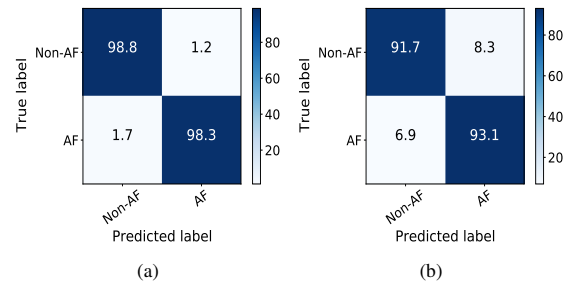 Non-AF 98.8 1.2
AF 1.7 98.3
True label
Non-AF AF
Predicted label
80
60
40
20
(a)
Non-AF 91.7 8.3
AF 6.9 93.1
True label
Non-AF AF
Predicted label
80
60
40
20
(b)